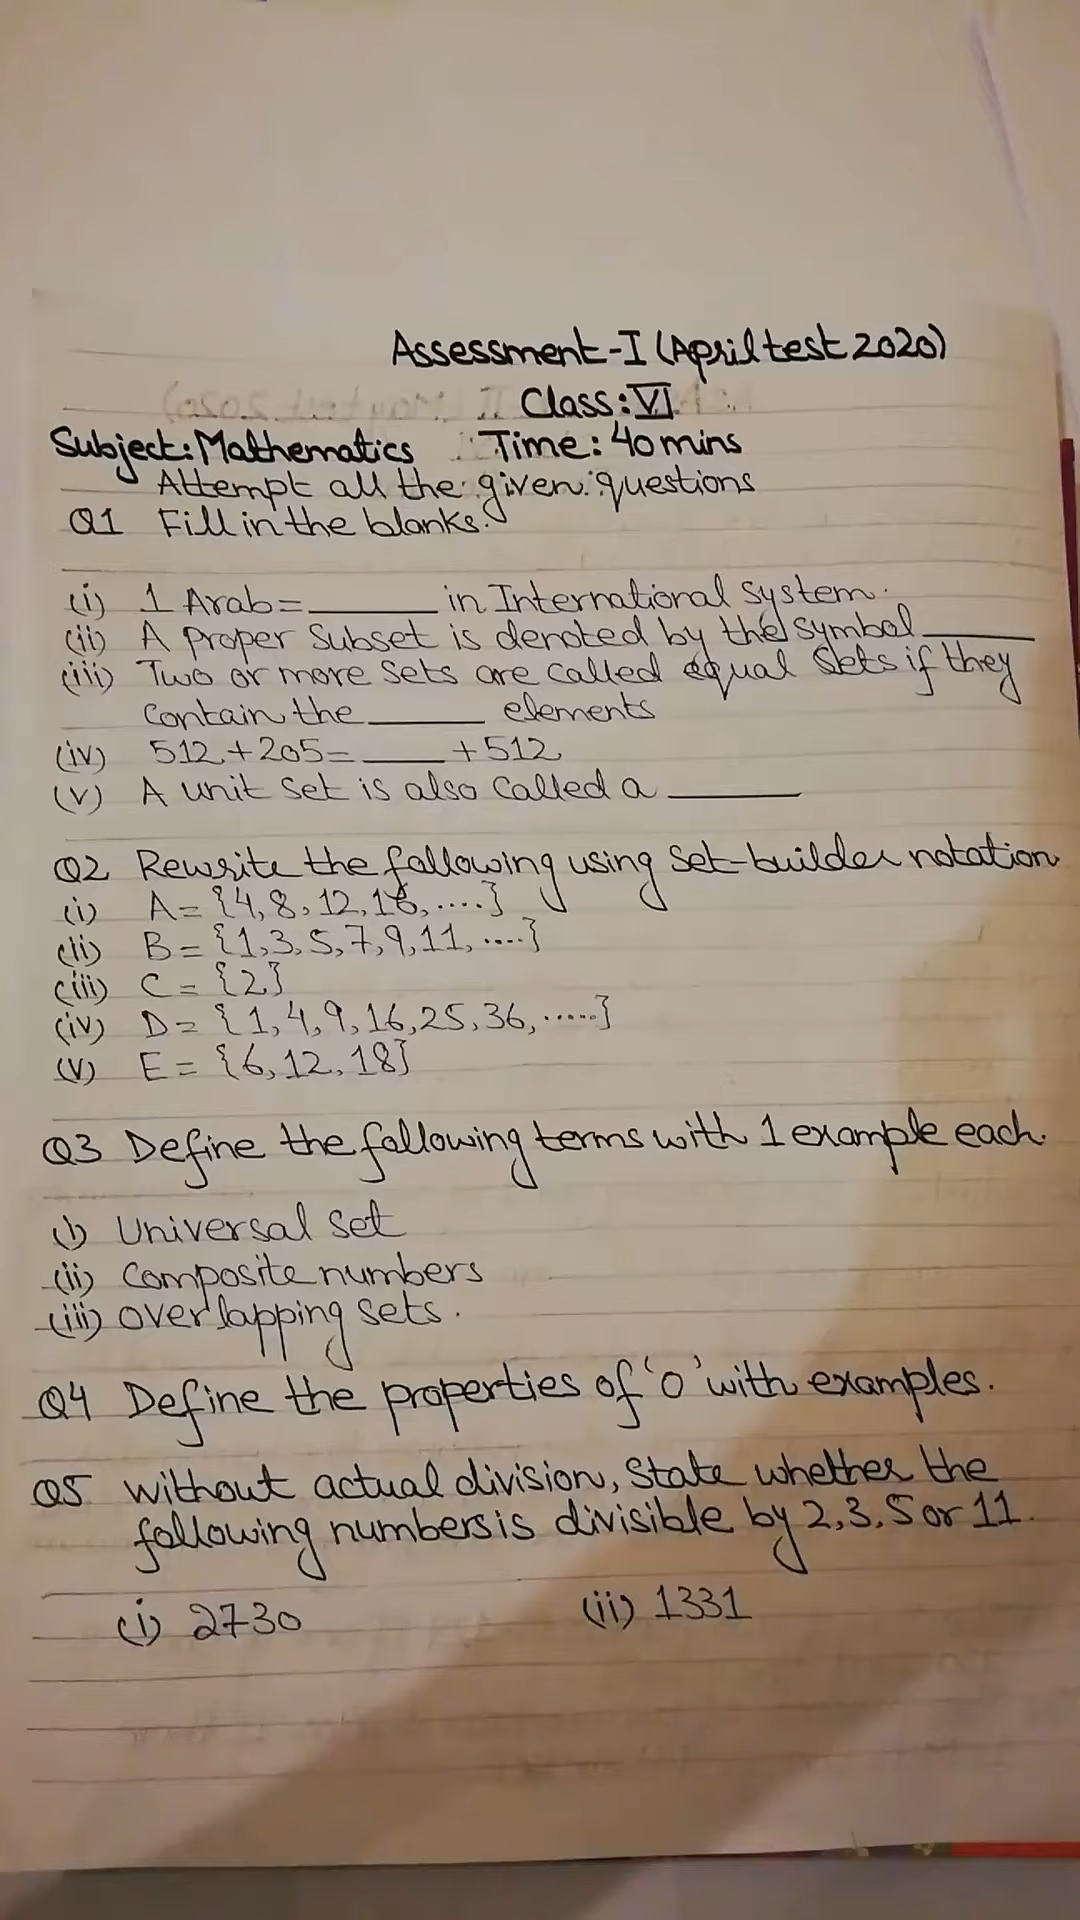 Assessment-I (April test 2020)
Class: VI
Subject: Mathematics Time: 40 mins
Attempt all the given questions
Q1 Fill in the blanks.
(i) 1 Arab = ______ in International System.
(ii) A proper Subset is denoted by the symbol ______
(iii) Two or more sets are called equal sets if they
contain the ______ elements
(iv) 512 + 205 = ____ + 512
(v) A unit set is also called a ______
Q2 Rewrite the following using set-builder notation
(i) A = {4, 8, 12, 16, ....}
(ii) B = {1, 3, 5, 7, 9, 11, ....}
(iii) C = {2}
(iv) D = {1, 4, 9, 16, 25, 36, .....}
(v) E = {6, 12, 18}
Q3 Define the following terms with 1 example each.
(i) Universal set
(ii) Composite numbers
(iii) overlapping sets.
Q4 Define the properties of 'o' with examples.
Q5 without actual division, state whether the
following numbers is divisible by 2, 3, 5 or 11.
(i) 2730 (ii) 1331